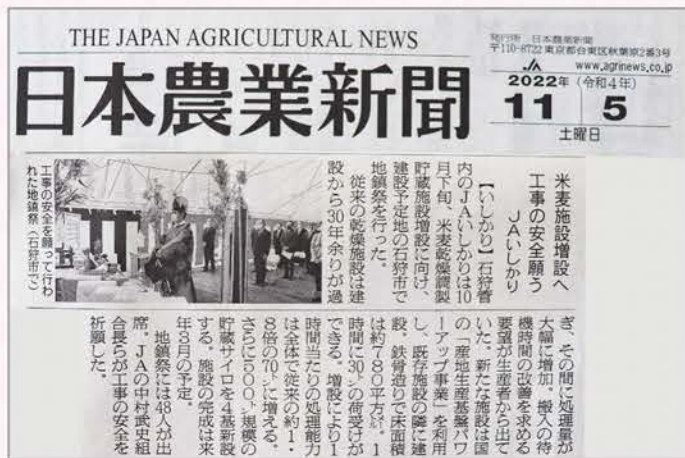 THE JAPAN AGRICULTURAL NEWS
日本農業新聞
発行所 日本農業新聞
〒110-8722 東京都台東区秋葉原2番3号
JA www.agrinews.co.jp
2022年(令和4年)
11 5
土曜日
米麦施設増設へ
工事の安全願う
JAいしかり
【いしかり】石狩管
内のJAいしかりは10
月下旬、米麦乾燥調製
貯蔵施設増設に向け、
建設予定地の石狩市で
地鎮祭を行った。
従来の乾燥施設は建
設から30年余りが過
工事の安全を願って行わ
れた地鎮祭(石狩市で)
ぎ、その間に処理量が
大幅に増加。搬入の待
機時間の改善を求める
要望が生産者から出て
いた。新たな施設は国
の「産地生産基盤パワ
ーアップ事業」を利用
し、既存施設の隣に建
設、鉄骨造りで床面積
は約780平方㍍。1
時間に30㌧の荷受けが
できる。増設により1
時間当たりの処理能力
は全体で従来の約1・
8倍の70㌧に増える。
さらに500㌧規模の
貯蔵サイロを4基新設
する。施設の完成は来
年3月の予定。
地鎮祭には48人が出
席。JAの中村武史組
合長らが工事の安全を
祈願した。